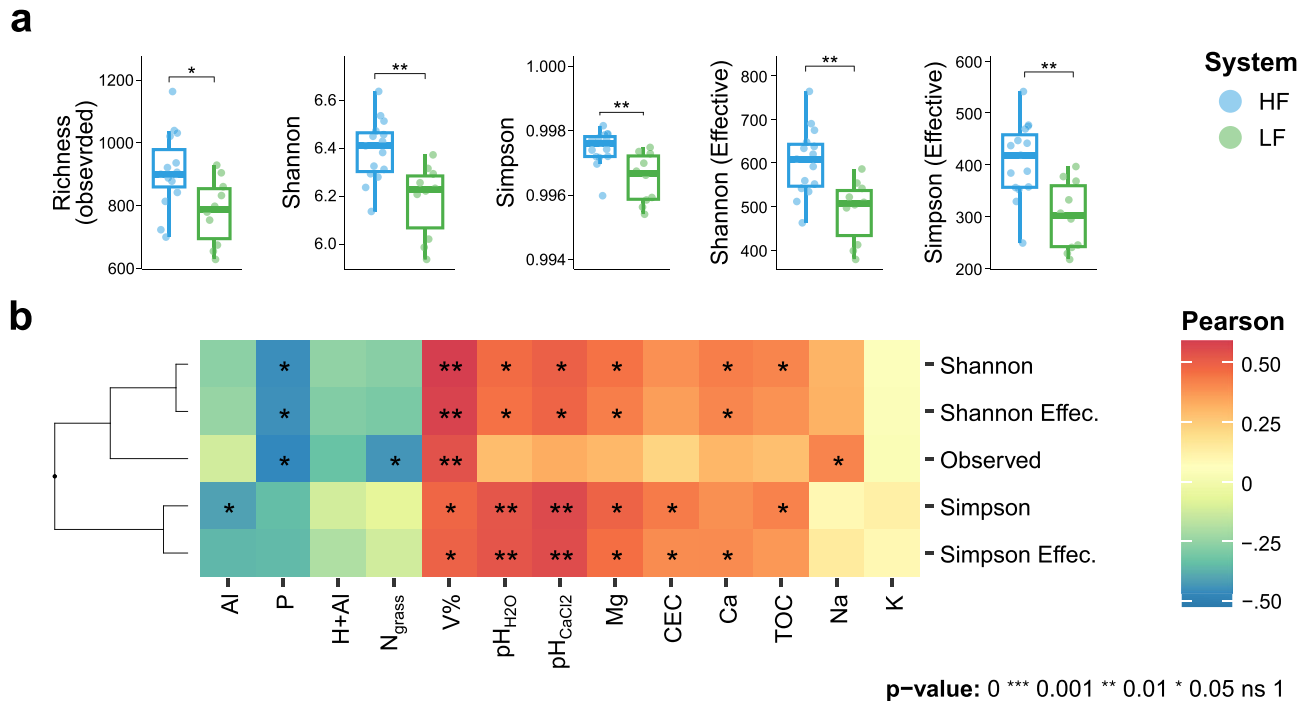 a
Richness
(obsevrded)
1200
1000
800
600
*
Shannon
6.6
6.4
6.2
6.0
**
Simpson
1.000
0.998
0.996
0.994
**
Shannon (Effective)
800
700
600
500
400
**
Simpson (Effective)
600
500
400
300
200
**
System
HF
LF
b
* ** * * * * * Shannon
* ** * * * * Shannon Effec.
* * ** * Observed
* * ** ** * * * Simpson
* ** ** * * * Simpson Effec.
Al P H+Al Ngrass V% pHH2O pHCaCl2 Mg CEC Ca TOC Na K
Pearson
0.50
0.25
0
−.25
−.50
p−value: 0 *** 0.001 ** 0.01 * 0.05 ns 1